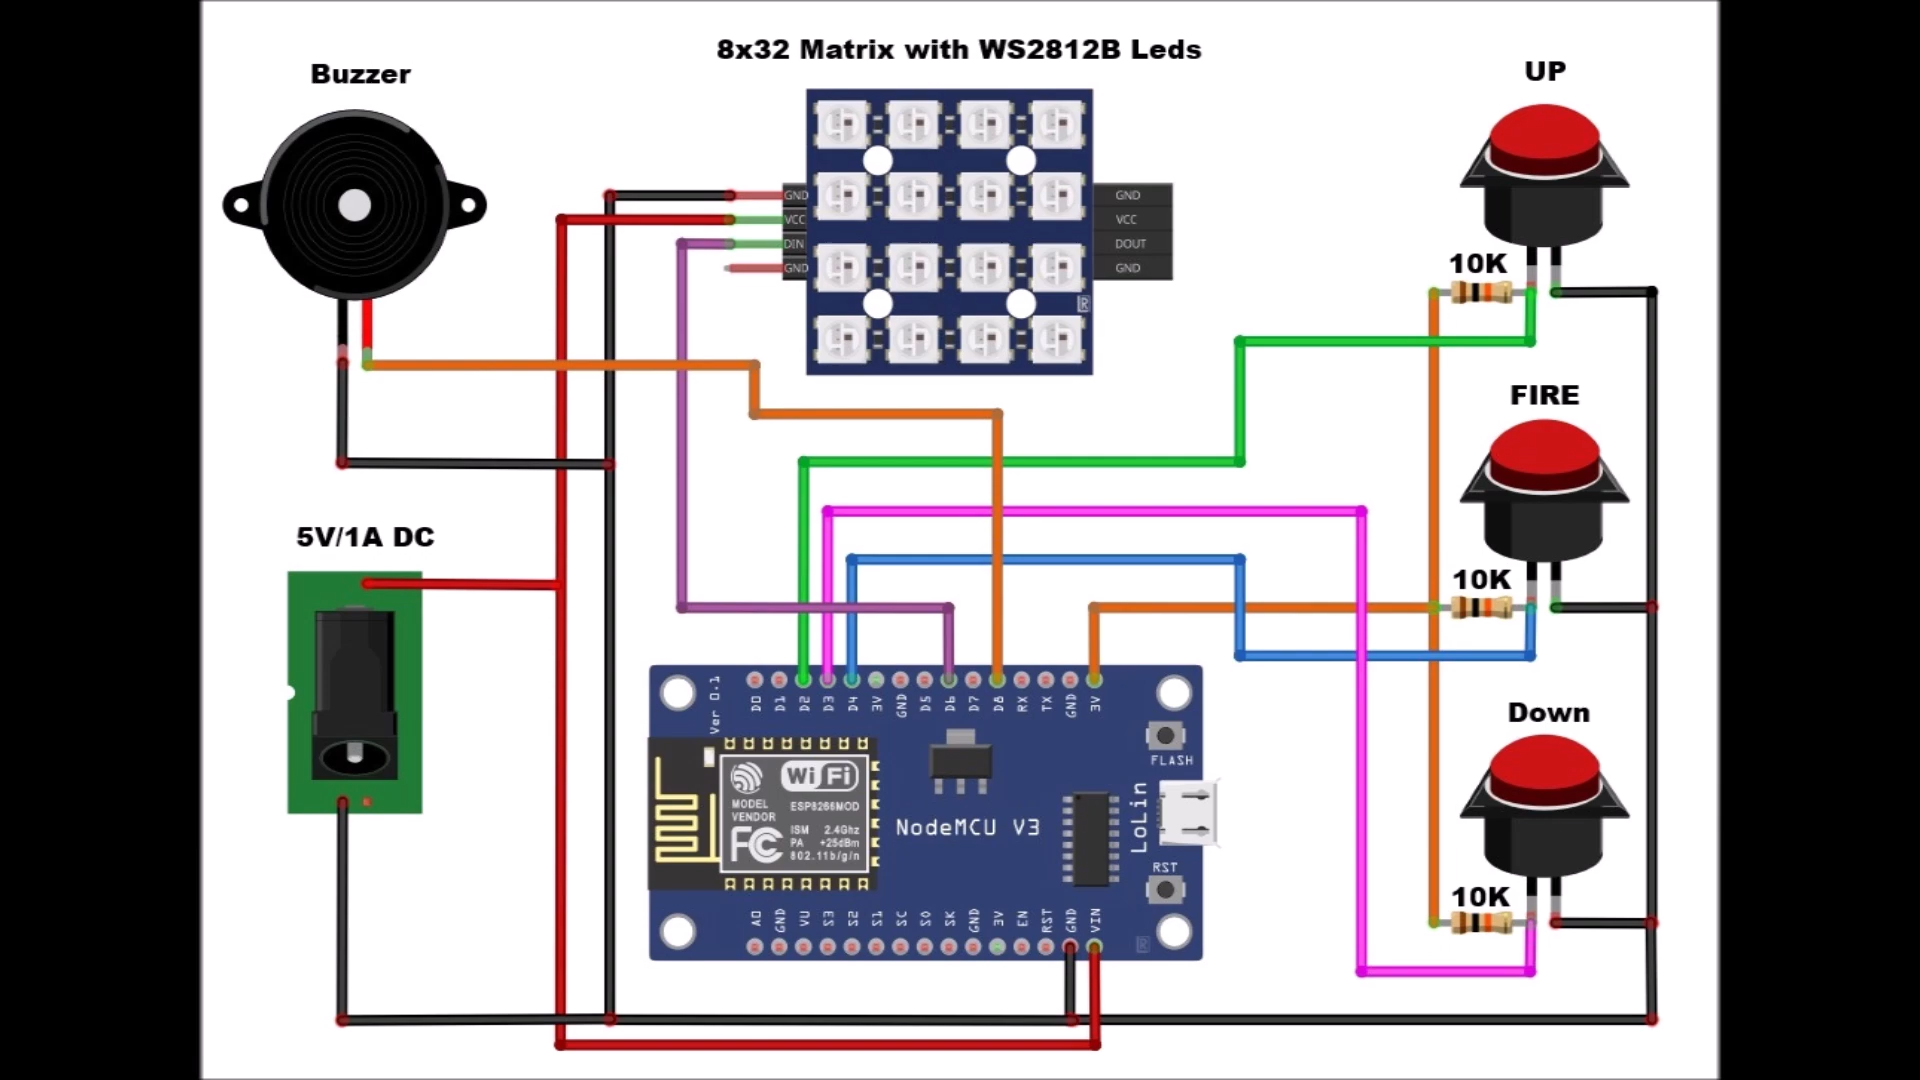 8x32 Matrix with WS2812B Leds
Buzzer
UP
GND
VCC
DIN
GND
GND
VCC
DOUT
GND
R
10K
FIRE
10K
5V/1A DC
Down
10K
Ver 0.1
D0 D1 D2 D3 D4 3V GND D5 D6 D7 D8 RX TX GND 3V
FLASH
WiFi
MODEL ESP8266MOD
VENDOR
FC
ISM 2.4Ghz
PA +25dBm
802.11b/g/n
NodeMCU V3
LoLin
RST
A0 GND VU S3 S2 S1 SC S0 SK GND 3V EN RST GND VIN
R